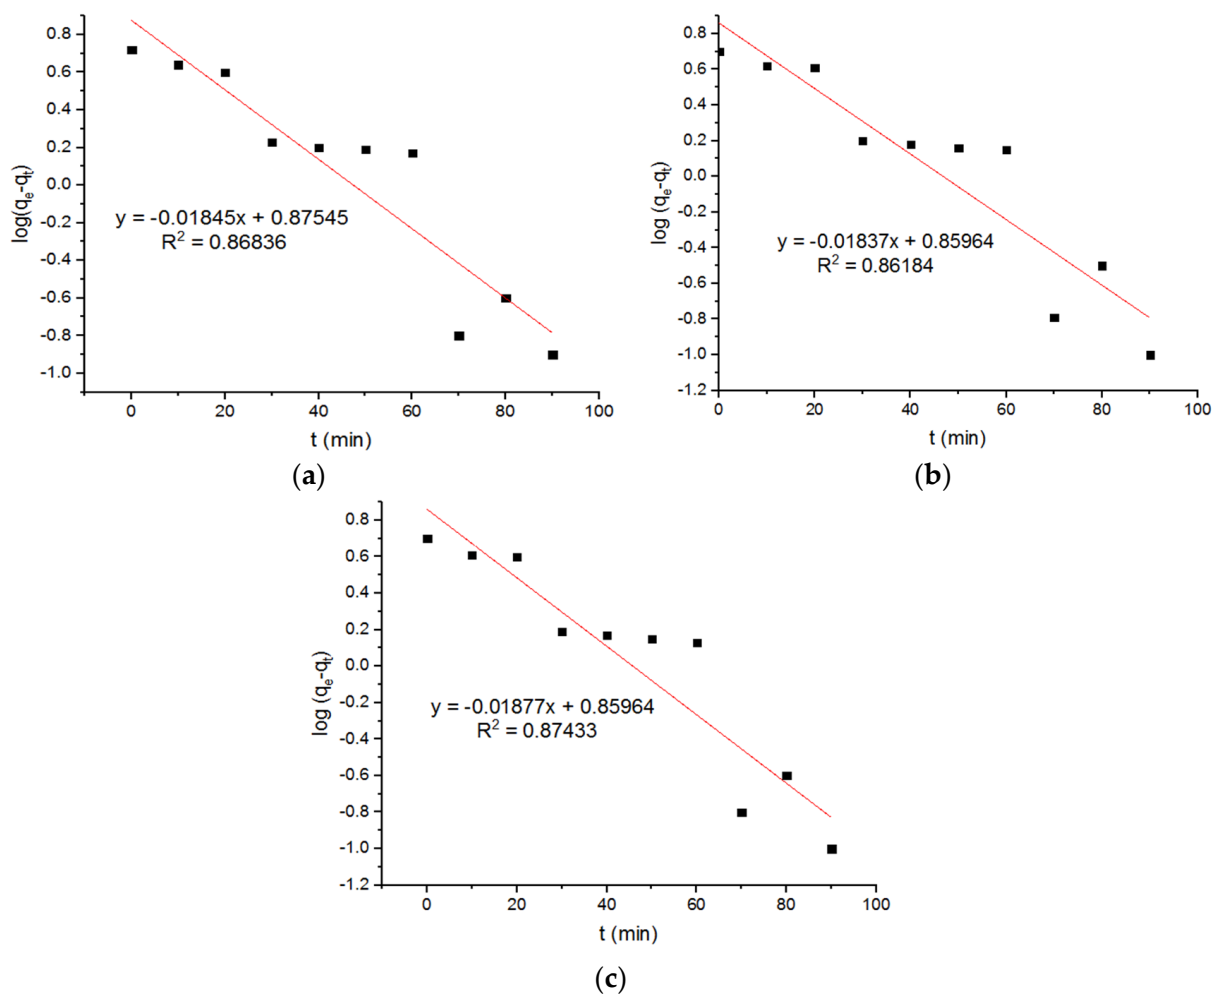 0.8
0.6
0.4
0.2
0.0
-0.2
-0.4
-0.6
-0.8
-1.0
log(qe-qt)
y = -0.01845x + 0.87545
R2 = 0.86836
0 20 40 60 80 100
t (min)
(a)
0.8
0.6
0.4
0.2
0.0
-0.2
-0.4
-0.6
-0.8
-1.0
-1.2
log (qe-qt)
y = -0.01837x + 0.85964
R2 = 0.86184
0 20 40 60 80 100
t (min)
(b)
0.8
0.6
0.4
0.2
0.0
-0.2
-0.4
-0.6
-0.8
-1.0
-1.2
log (qe-qt)
y = -0.01877x + 0.85964
R2 = 0.87433
0 20 40 60 80 100
t (min)
(c)